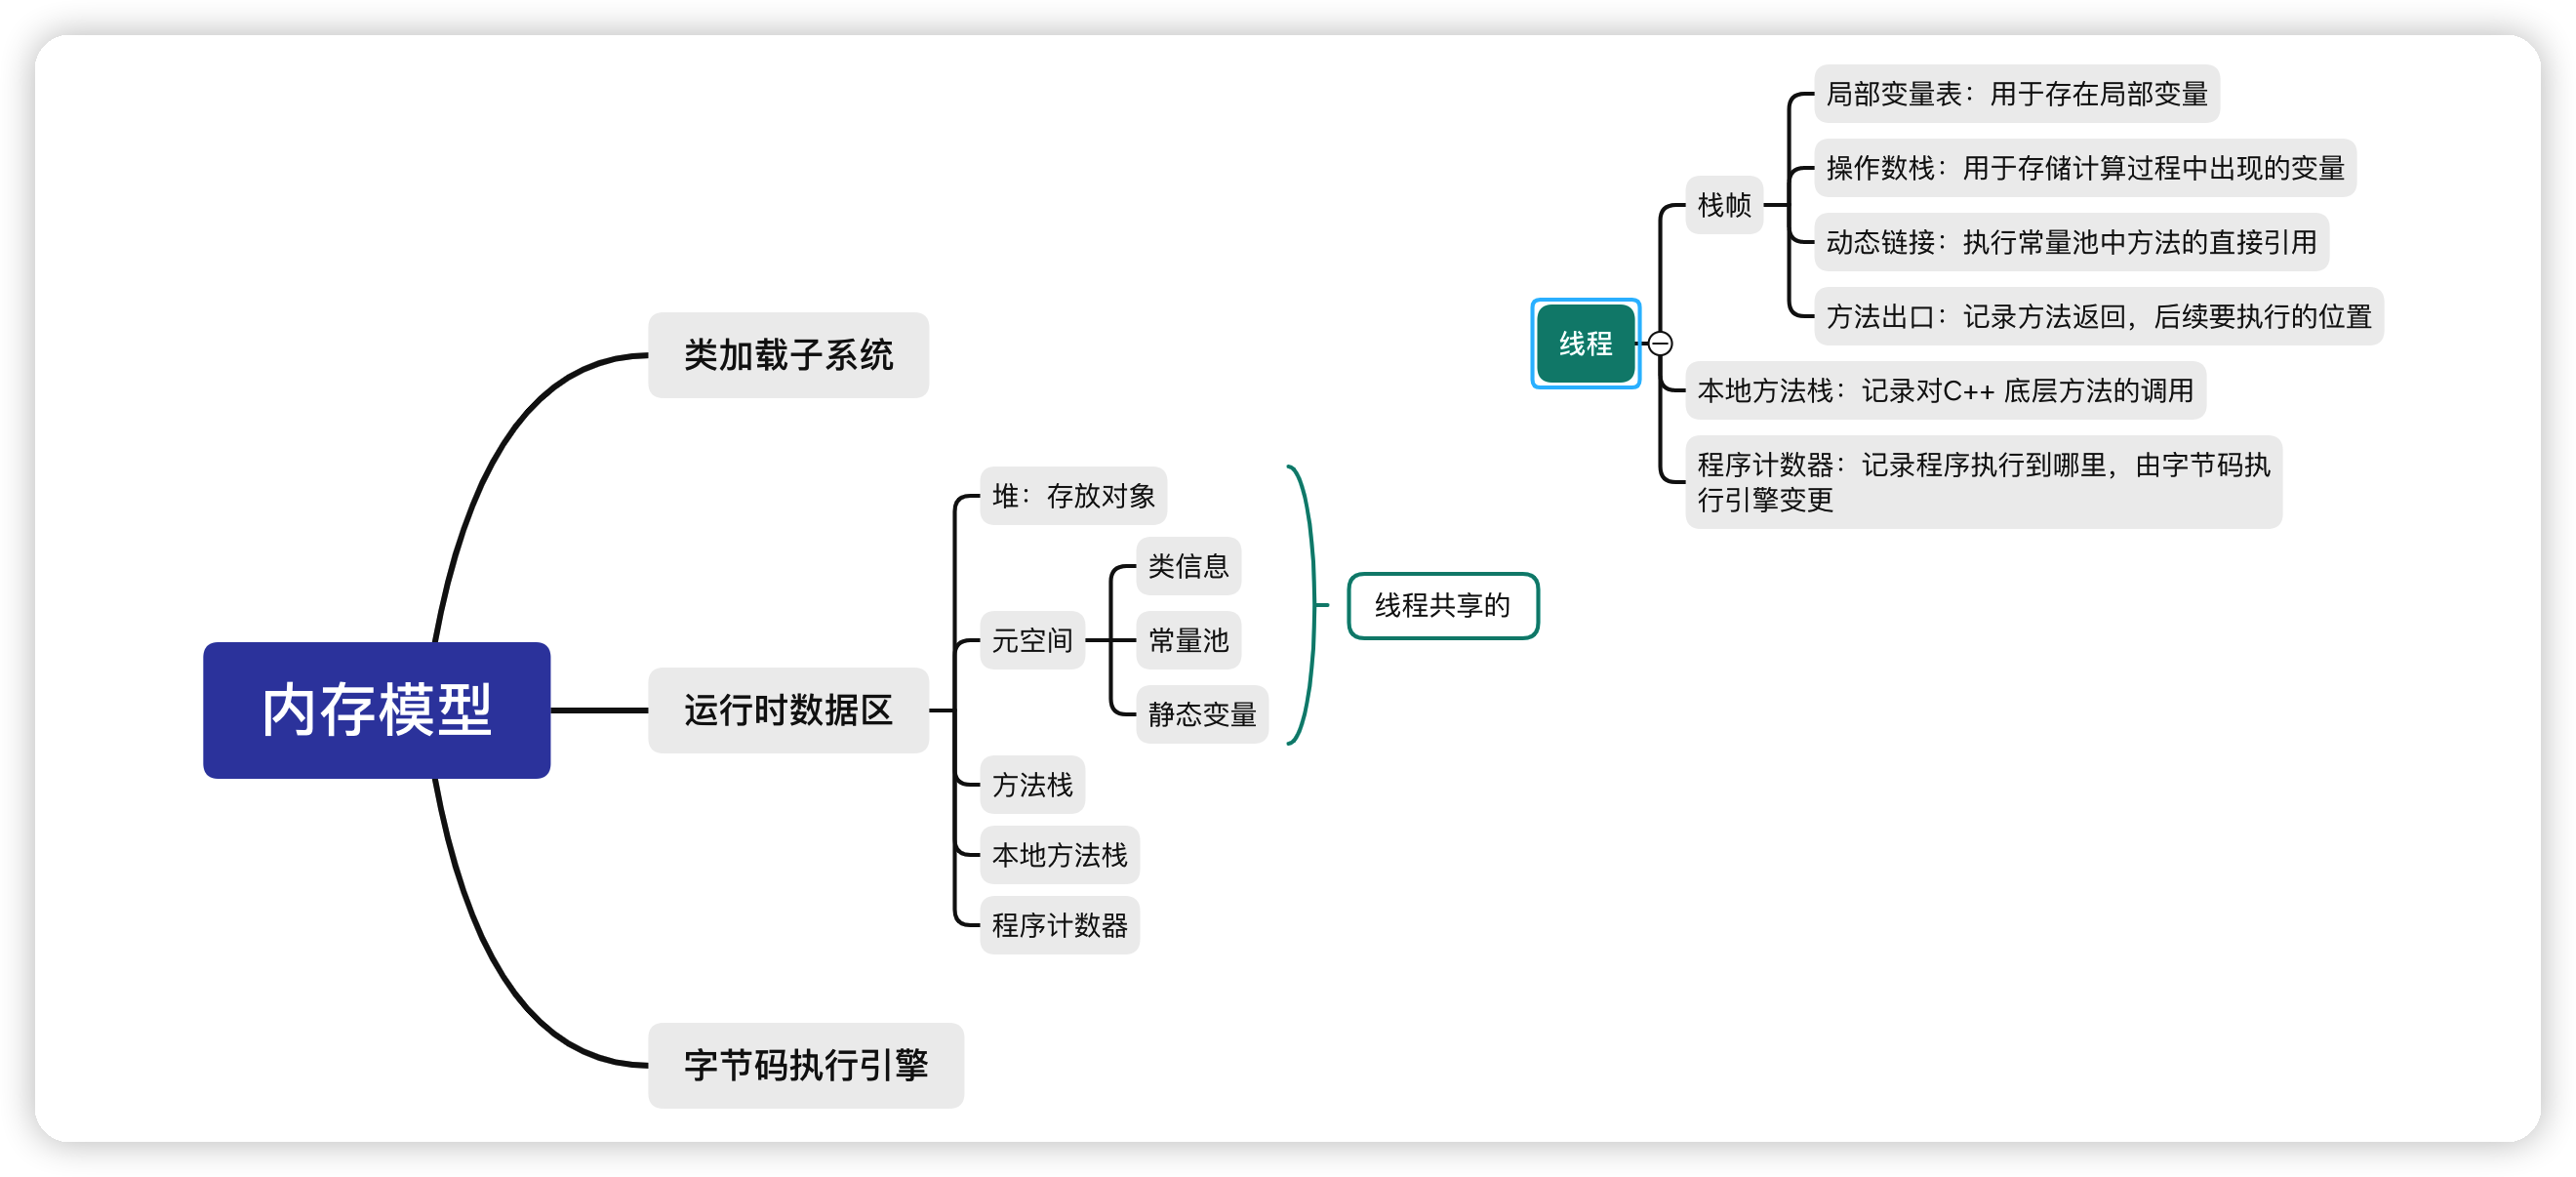 内存模型
类加载子系统
运行时数据区
堆：存放对象
元空间
类信息
常量池
静态变量
方法栈
本地方法栈
程序计数器
线程共享的
字节码执行引擎
线程
栈帧
局部变量表：用于存在局部变量
操作数栈：用于存储计算过程中出现的变量
动态链接：执行常量池中方法的直接引用
方法出口：记录方法返回，后续要执行的位置
本地方法栈：记录对C++ 底层方法的调用
程序计数器：记录程序执行到哪里，由字节码执
行引擎变更